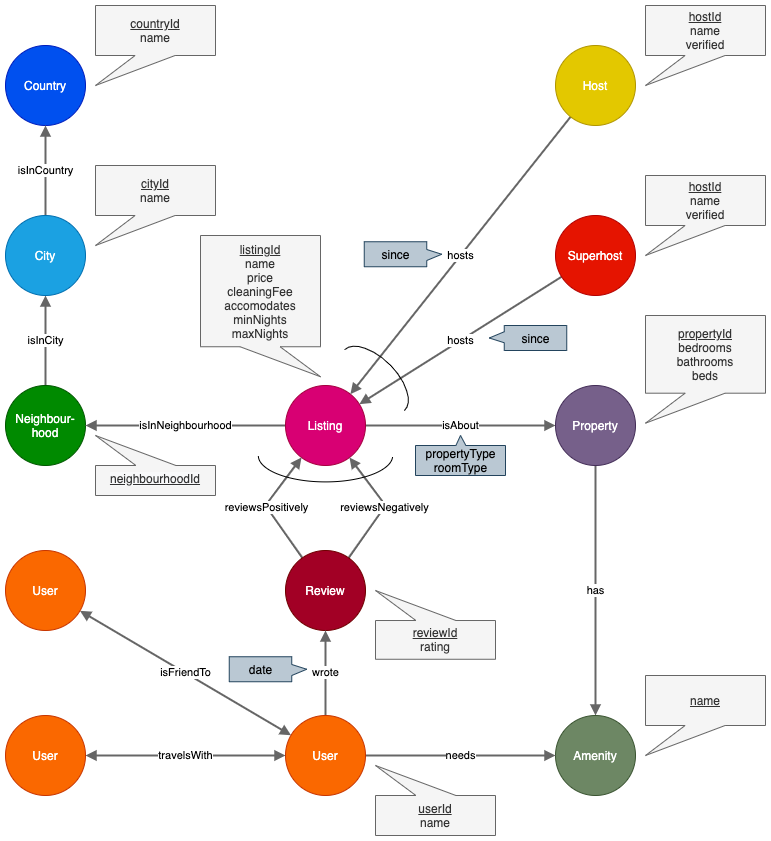 countryId
name
hostId
name
verified
Country
Host
isInCountry
cityId
name
hostId
name
verified
City
Superhost
listingId
name
price
cleaningFee
accomodates
minNights
maxNights
since
hosts
isInCity
hosts
since
propertyId
bedrooms
bathrooms
beds
Neighbour-
hood
isInNeighbourhood
Listing
isAbout
Property
propertyType
roomType
neighbourhoodId
reviewsPositively
reviewsNegatively
User
Review
has
reviewId
rating
isFriendTo
date
wrote
name
User
travelsWith
User
needs
Amenity
userId
name